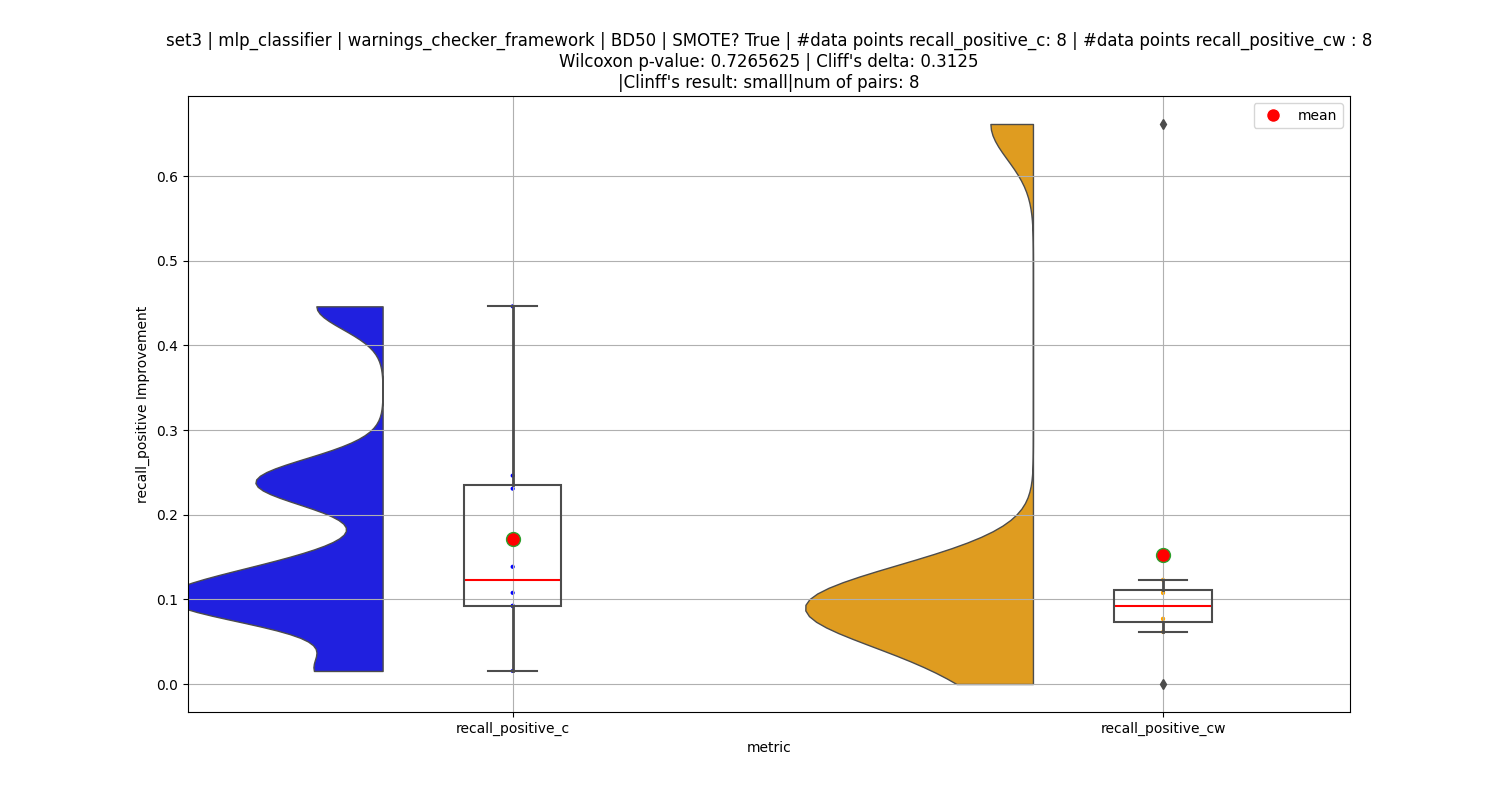 set3 | mlp_classifier | warnings_checker_framework | BD50 | SMOTE? True | #data points recall_positive_c: 8 | #data points recall_positive_cw : 8
Wilcoxon p-value: 0.7265625 | Cliff's delta: 0.3125
|Clinff's result: small|num of pairs: 8
mean
0.6
0.5
0.4
0.3
0.2
0.1
0.0
recall_positive Improvement
recall_positive_c
recall_positive_cw
metric